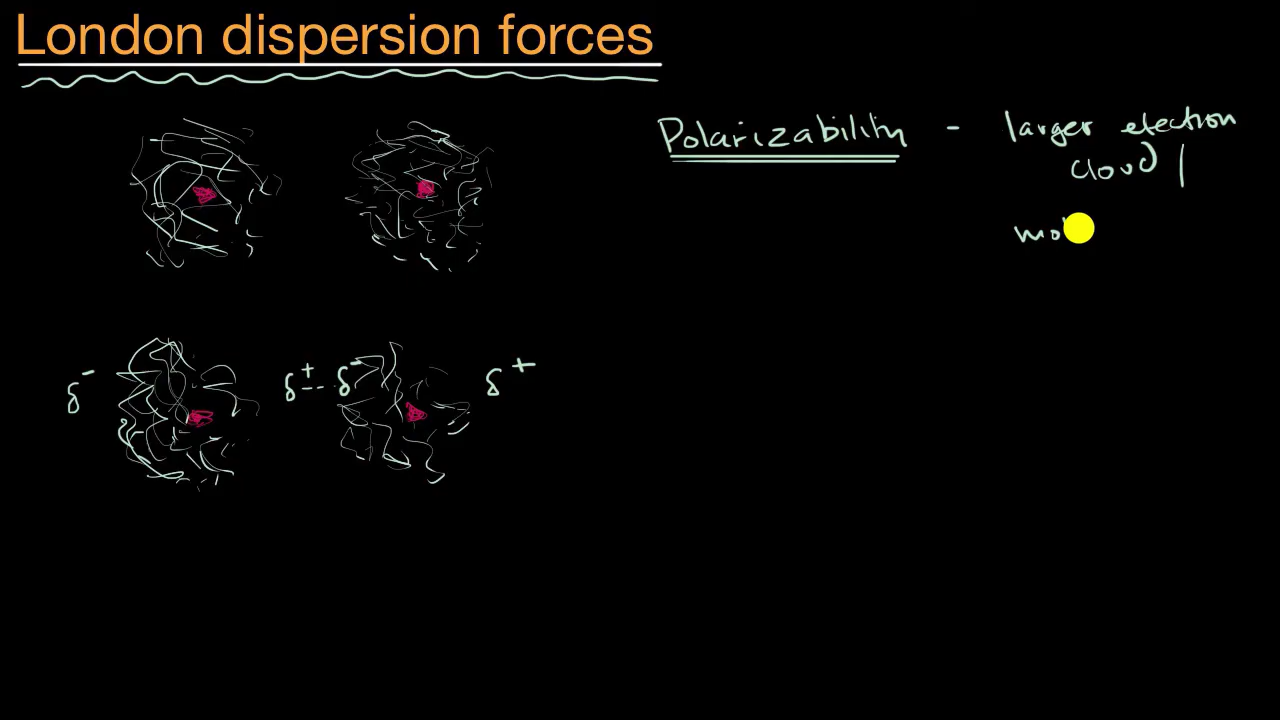 London dispersion forces
Polarizability - larger electron
cloud /
δ⁻ δ⁺ -- δ⁻ δ⁺